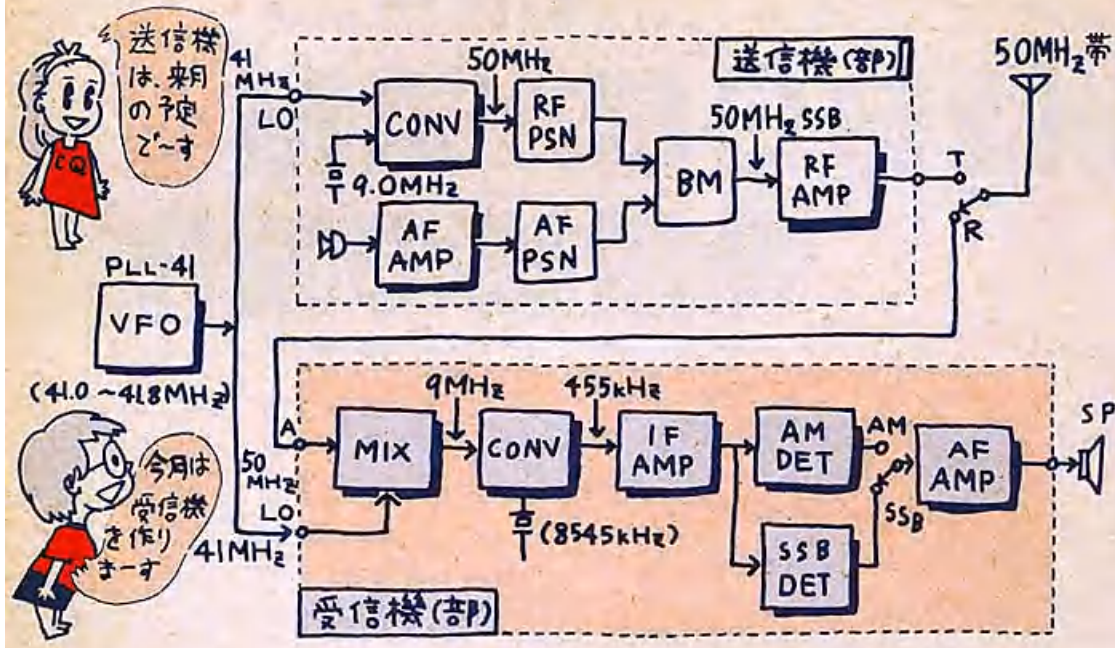 送信機
は、来月
の予定
で〜す
CQ
41
MHz
LO
CONV
9.0MHz
50MHz
RF
PSN
送信機(部)
50MHz帯
AF
AMP
AF
PSN
BM
50MHz SSB
RF
AMP
T
R
PLL-41
VFO
(41.0〜41.8MHz)
今月は
受信機
を作り
まーす
A
50
MHz
LO
41MHz
MIX
9MHz
CONV
(8545kHz)
455kHz
IF
AMP
AM
DET
AM
SSB
DET
SSB
AF
AMP
SP
受信機(部)